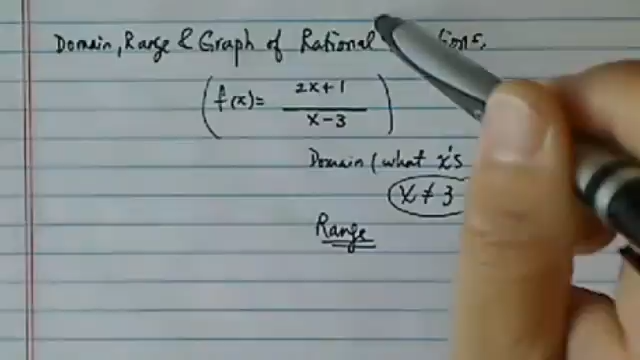 Domain, Range & Graph of Rational
f(x) = 2x+1
x-3
Domain (what x's
x ≠ 3
Range